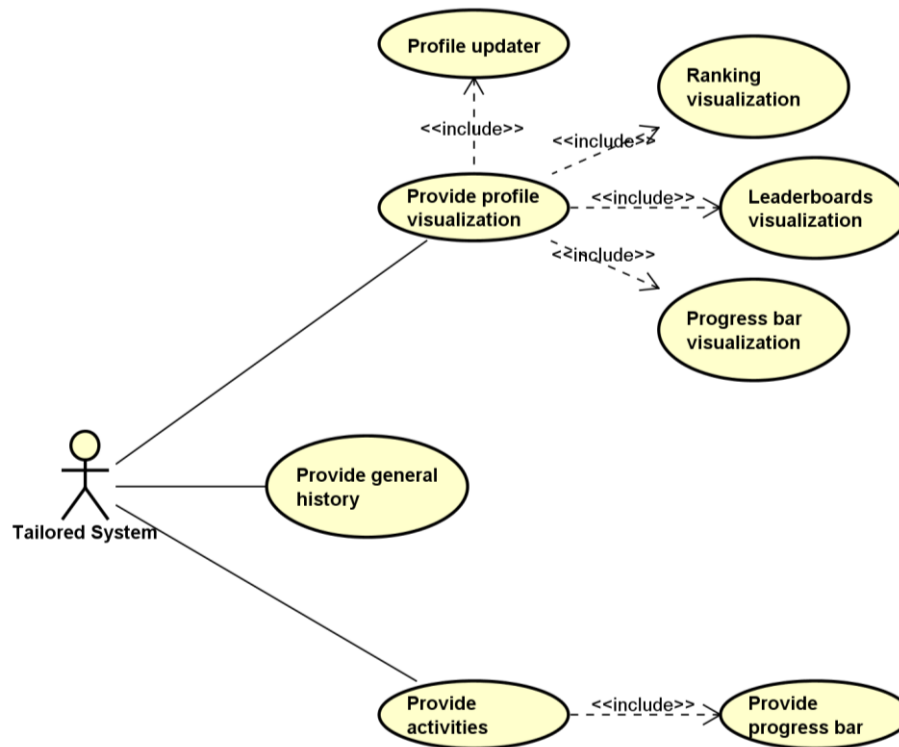 Profile updater
Ranking
visualization
<<include>>
<<include>>
Provide profile
visualization
<<include>>
Leaderboards
visualization
<<include>>
Progress bar
visualization
Provide general
history
Tailored System
Provide
activities
<<include>>
Provide
progress bar